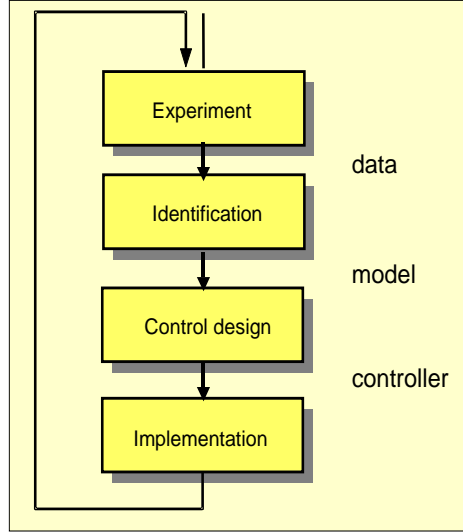 Experiment
data
Identification
model
Control design
controller
Implementation